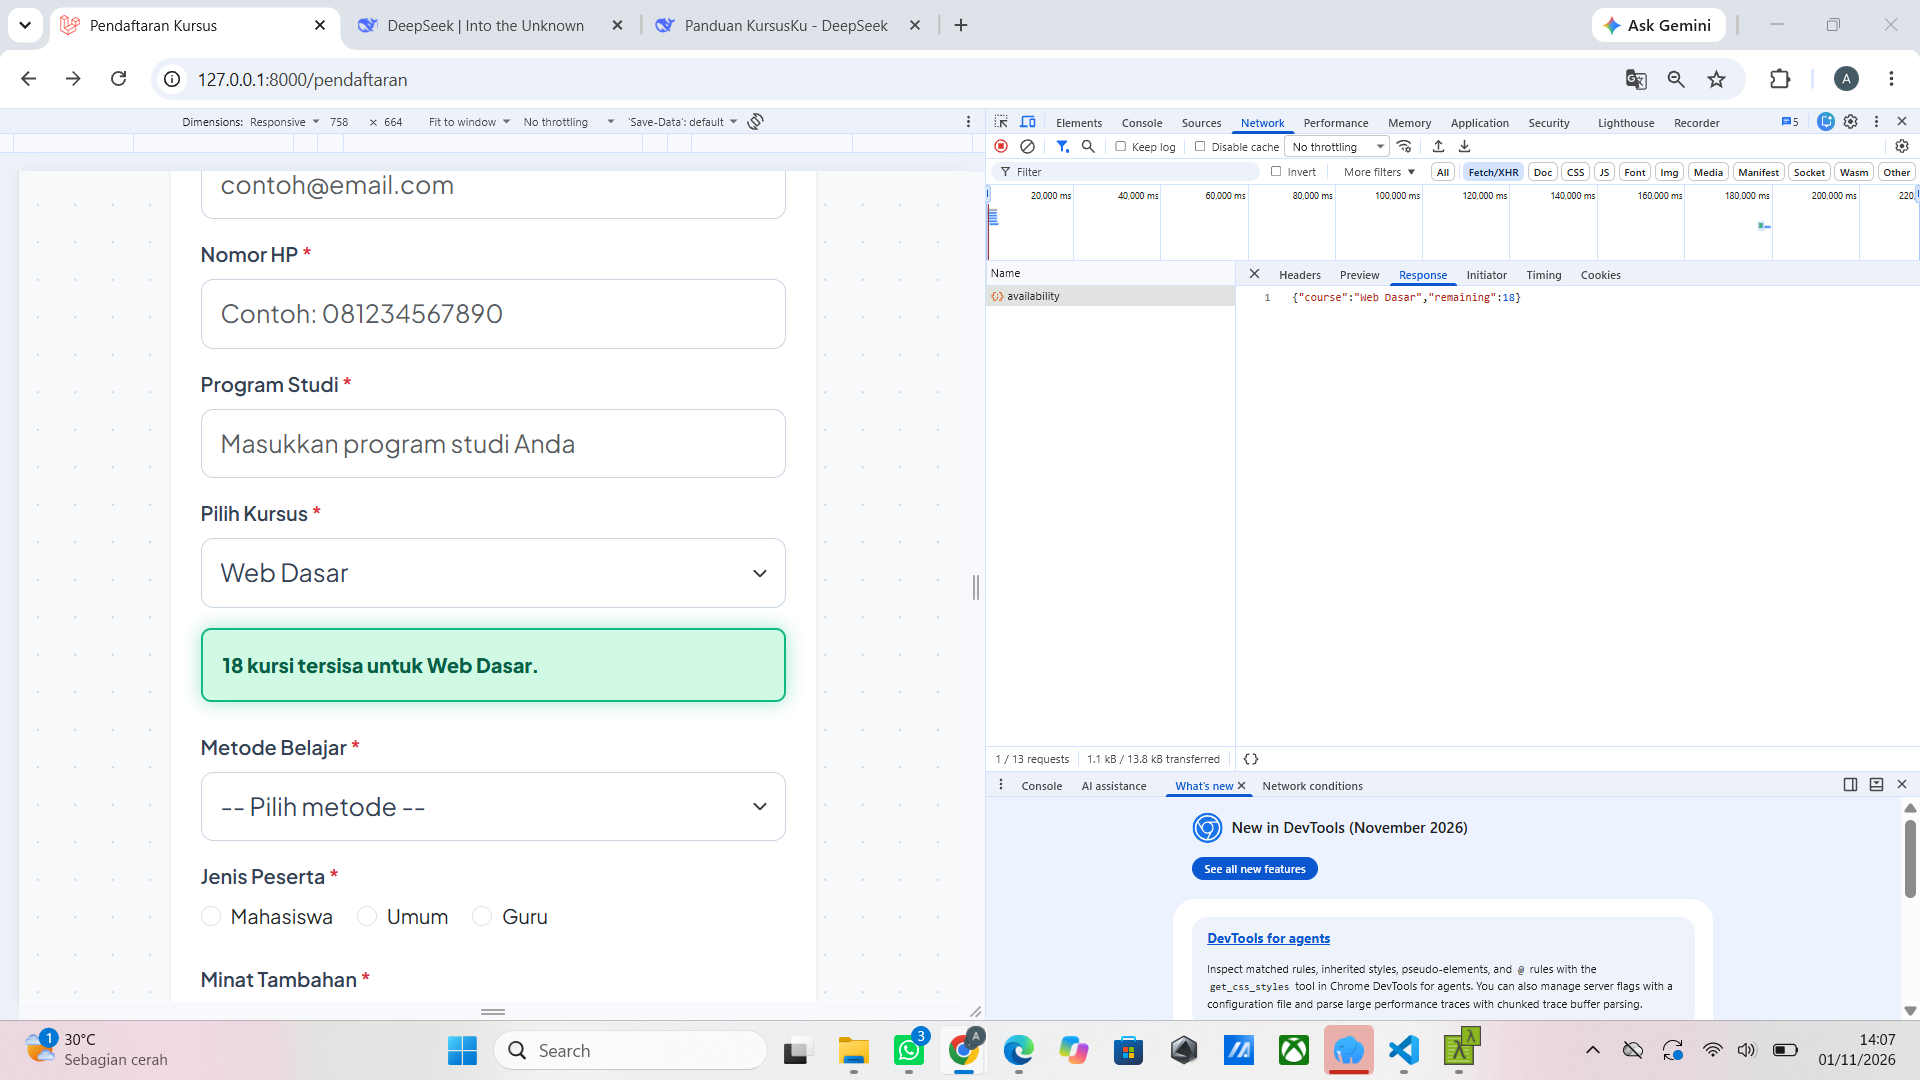 Pendaftaran Kursus
DeepSeek | Into the Unknown
Panduan KursusKu - DeepSeek
Ask Gemini
127.0.0.1:8000/pendaftaran
A
Dimensions: Responsive 758 × 664 Fit to window No throttling 'Save-Data': default
Elements Console Sources Network Performance Memory Application Security Lighthouse Recorder 5
Keep log Disable cache No throttling
Filter Invert More filters All Fetch/XHR Doc CSS JS Font Img Media Manifest Socket Wasm Other
20,000 ms 40,000 ms 60,000 ms 80,000 ms 100,000 ms 120,000 ms 140,000 ms 160,000 ms 180,000 ms 200,000 ms 220,
Name
Headers Preview Response Initiator Timing Cookies
availability
1 {"course":"Web Dasar","remaining":18}
1 / 13 requests 1.1 kB / 13.8 kB transferred {}
Console AI assistance What's new Network conditions
New in DevTools (November 2026)
See all new features
DevTools for agents
Inspect matched rules, inherited styles, pseudo-elements, and @ rules with the
get_css_styles tool in Chrome DevTools for agents. You can also manage server flags with a
configuration file and parse large performance traces with chunked trace buffer parsing.
contoh@email.com
Nomor HP *
Contoh: 081234567890
Program Studi *
Masukkan program studi Anda
Pilih Kursus *
Web Dasar
18 kursi tersisa untuk Web Dasar.
Metode Belajar *
-- Pilih metode --
Jenis Peserta *
Mahasiswa Umum Guru
Minat Tambahan *
1
30°C
Sebagian cerah
Search
3
A
14:07
01/11/2026